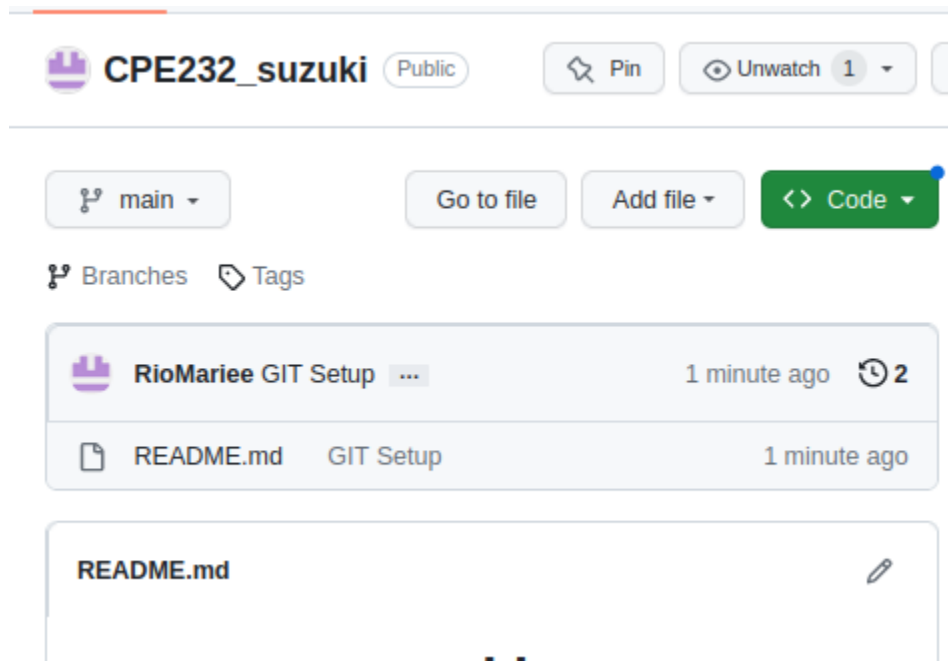 CPE232_suzuki Public Pin Unwatch 1
main Go to file Add file Code
Branches Tags
RioMariee GIT Setup ... 1 minute ago 2
README.md GIT Setup 1 minute ago
README.md